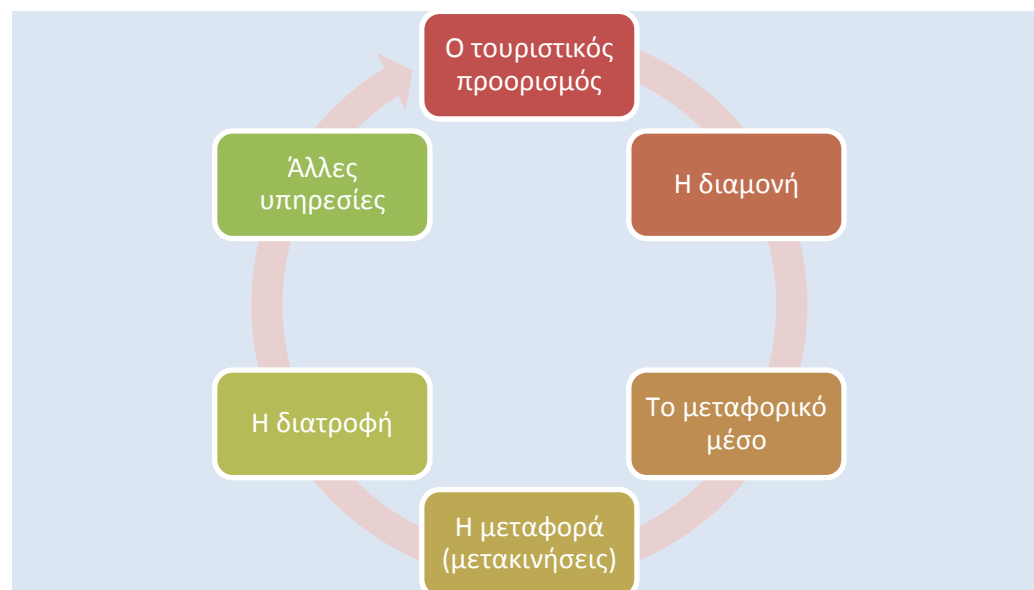 Ο τουριστικός
προορισμός
Η διαμονή
Το μεταφορικό
μέσο
Η μεταφορά
(μετακινήσεις)
Η διατροφή
Άλλες
υπηρεσίες